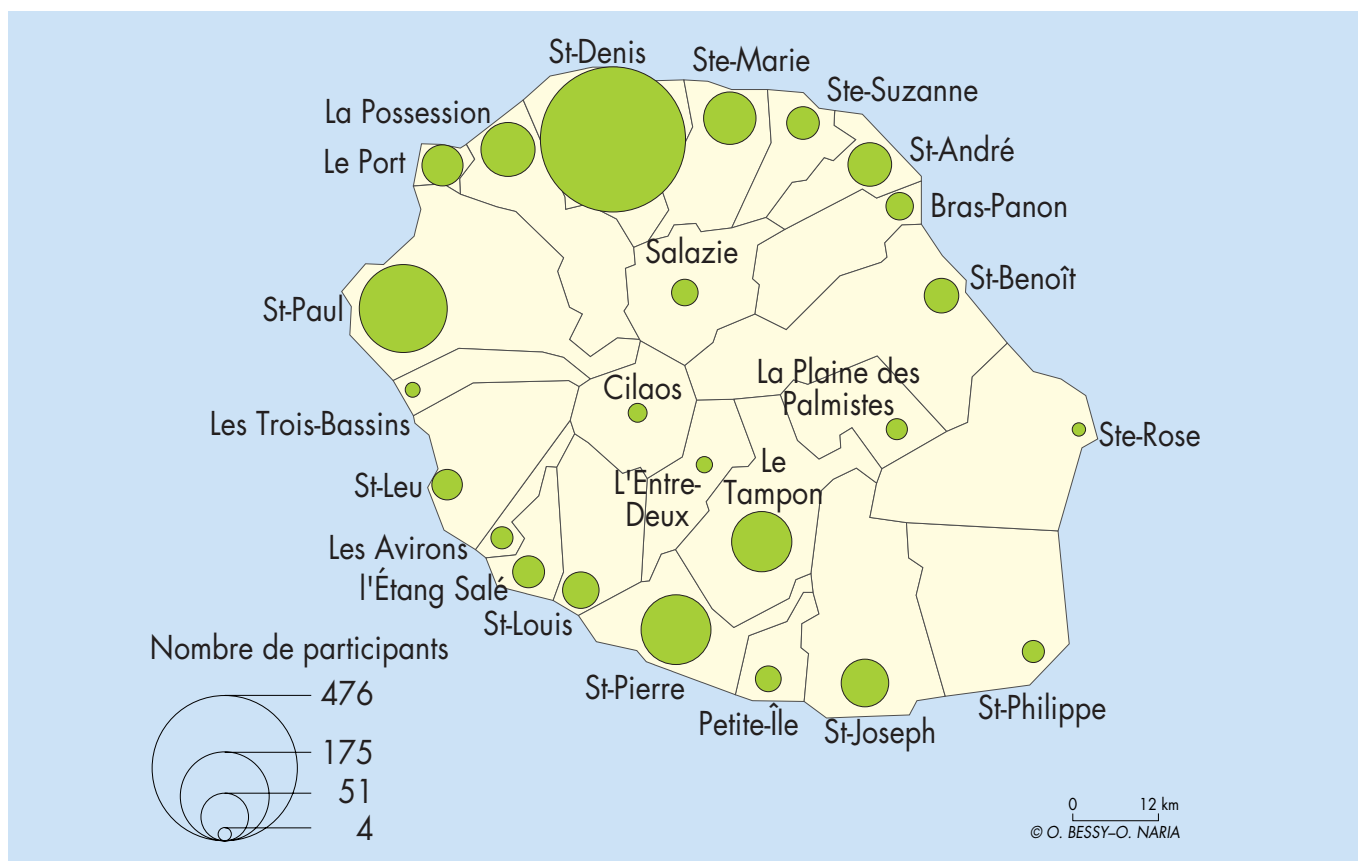 St-Denis
Ste-Marie
Ste-Suzanne
La Possession
Le Port
St-André
Bras-Panon
Salazie
St-Benoît
St-Paul
La Plaine des
Palmistes
Cilaos
Les Trois-Bassins
Ste-Rose
St-Leu
L'Entre-
Deux
Le
Tampon
Les Avirons
l'Étang Salé
St-Louis
St-Pierre
Petite-Île
St-Joseph
St-Philippe
Nombre de participants
476
175
51
4
0 12 km
© O. BESSY–O. NARIA